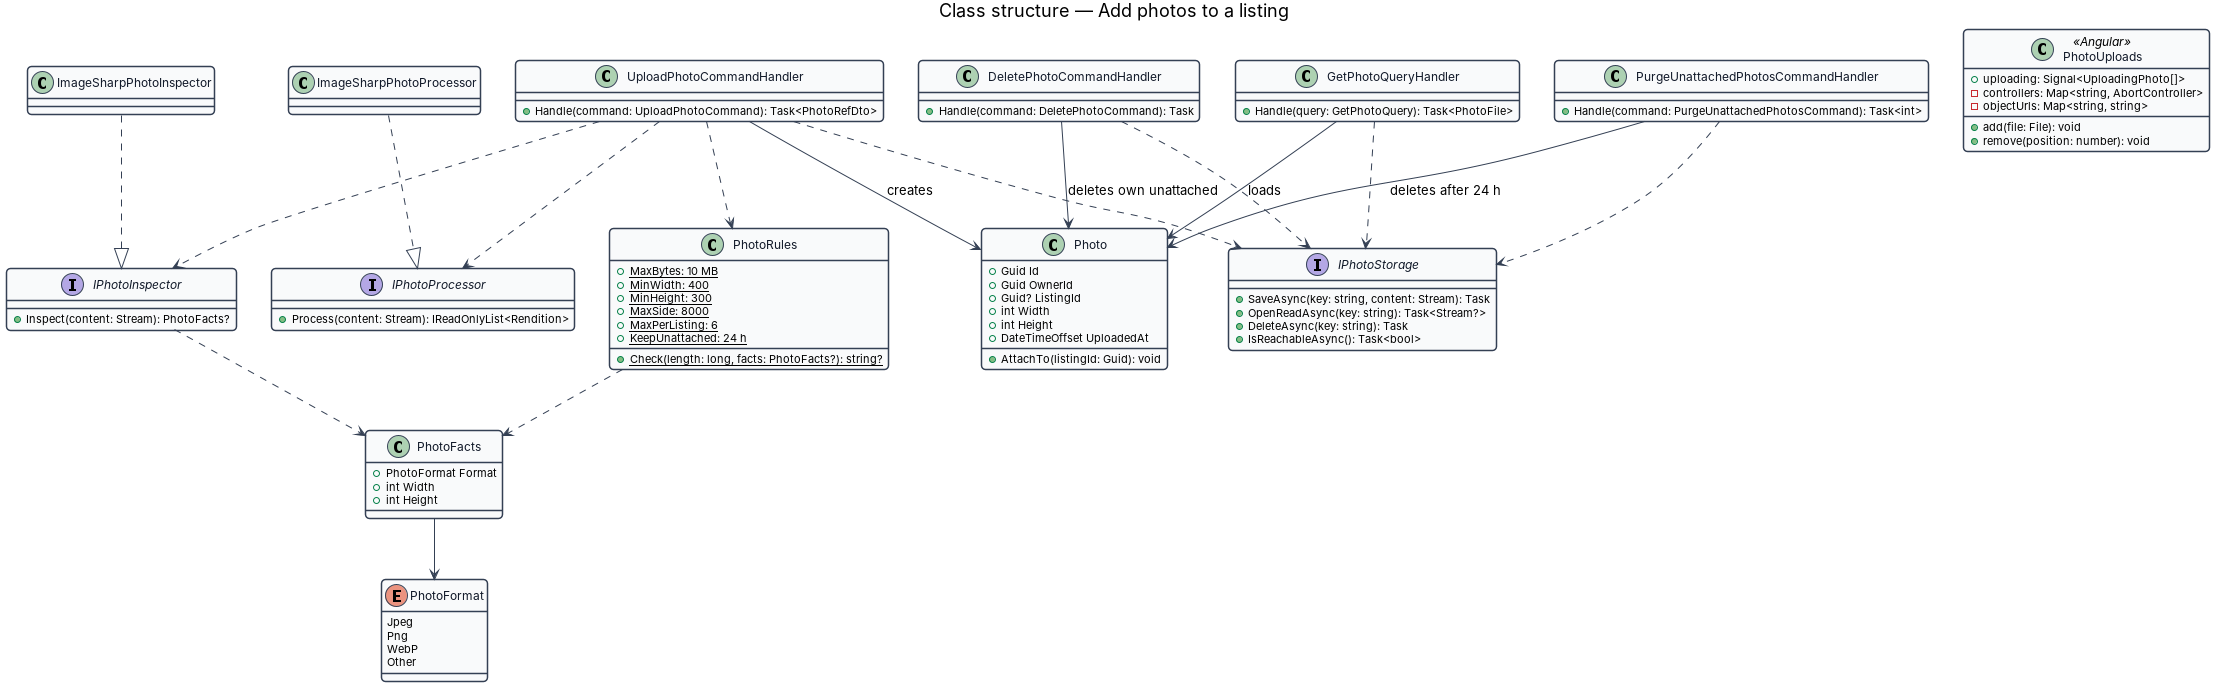 Class structure — Add photos to a listing
ImageSharpPhotoInspector
ImageSharpPhotoProcessor
UploadPhotoCommandHandler
Handle(command: UploadPhotoCommand): Task<PhotoRefDto>
DeletePhotoCommandHandler
Handle(command: DeletePhotoCommand): Task
GetPhotoQueryHandler
Handle(query: GetPhotoQuery): Task<PhotoFile>
PurgeUnattachedPhotosCommandHandler
Handle(command: PurgeUnattachedPhotosCommand): Task<int>
«Angular»
PhotoUploads
uploading: Signal<UploadingPhoto[]>
controllers: Map<string, AbortController>
objectUrls: Map<string, string>
add(file: File): void
remove(position: number): void
creates
deletes own unattached
loads
deletes after 24 h
IPhotoInspector
Inspect(content: Stream): PhotoFacts?
IPhotoProcessor
Process(content: Stream): IReadOnlyList<Rendition>
PhotoRules
MaxBytes: 10 MB
MinWidth: 400
MinHeight: 300
MaxSide: 8000
MaxPerListing: 6
KeepUnattached: 24 h
Check(length: long, facts: PhotoFacts?): string?
Photo
Guid Id
Guid OwnerId
Guid? ListingId
int Width
int Height
DateTimeOffset UploadedAt
AttachTo(listingId: Guid): void
IPhotoStorage
SaveAsync(key: string, content: Stream): Task
OpenReadAsync(key: string): Task<Stream?>
DeleteAsync(key: string): Task
IsReachableAsync(): Task<bool>
PhotoFacts
PhotoFormat Format
int Width
int Height
PhotoFormat
Jpeg
Png
WebP
Other